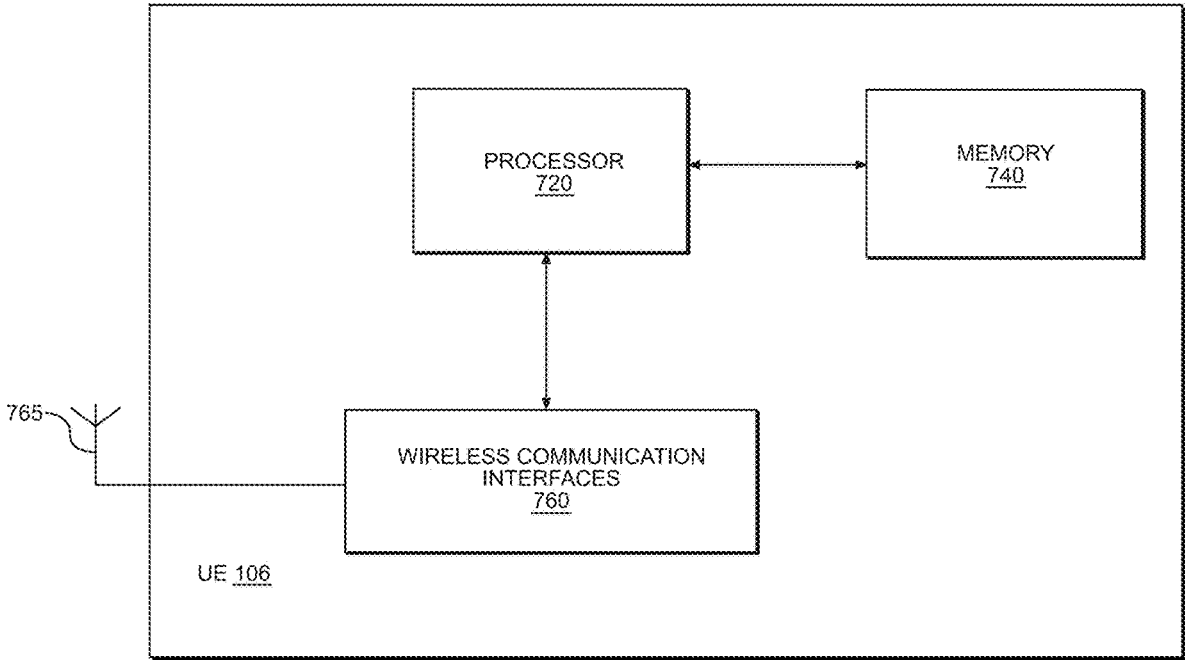 PROCESSOR
720
MEMORY
740
765
WIRELESS COMMUNICATION
INTERFACES
760
UE 106